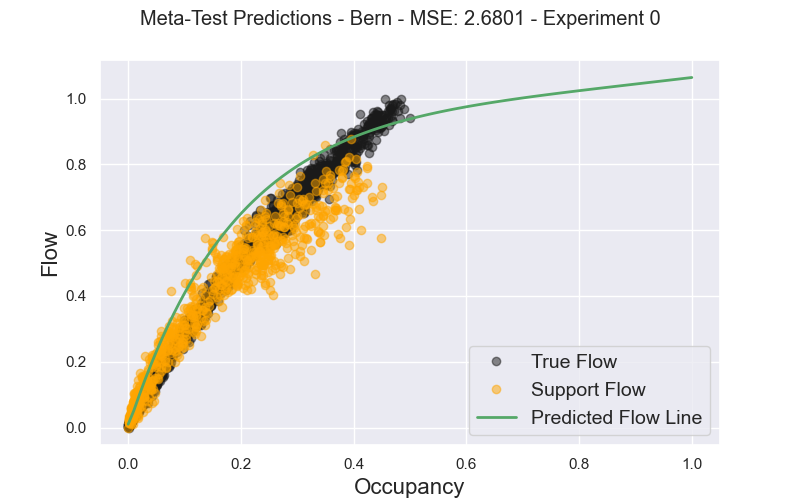 Meta-Test Predictions - Bern - MSE: 2.6801 - Experiment 0
Flow
1.0
0.8
0.6
0.4
0.2
0.0
0.0 0.2 0.4 0.6 0.8 1.0
Occupancy
True Flow
Support Flow
Predicted Flow Line